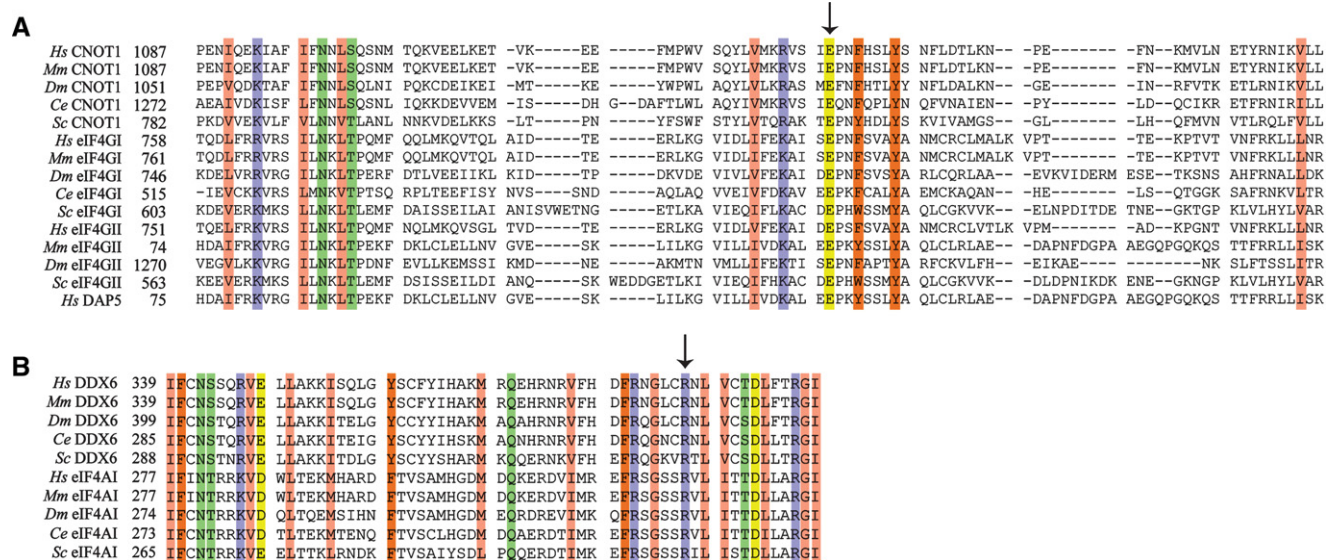 A
Hs CNOT1 1087 PENIQEKIAF IFNNLSQSNM TQKVEELKET -VK-----EE -----FMPWV SQYLVMKRVS IEPNFHSLYS NFLDTLKN---PE-------FN--KMVLN ETYRNIKVLL
Mm CNOT1 1087 PENIQEKIAF IFNNLSQSNM TQKVEELKET -VK-----EE -----FMPWV SQYLVMKRVS IEPNFHSLYS NFLDTLKN---PE-------FN--KMVLN ETYRNIKVLL
Dm CNOT1 1051 PEPVQDKTAF IFNNLSQLNI PQKCDEIKEI -MT-----KE -----YWPWL AQYLVLKRAS MEFNFHTLYY NFLDALKN---GE-------IN--RFVTK ETLRNIKVLL
Ce CNOT1 1272 AEAIVDKISF LFNNLSQSNL IQKKDEVVEM -IS-----DH G--DAFTLWL AQYLVMKRVS IEQNFQPLYN QFVNAIEN---GY-------LD--QCIKR ETFRNIRILL
Sc CNOT1 782 PKDVVEKVLF VLNNVTLANL NNKVDELKKS -LT-----PN -----YFSWF STYLVTQRAK TEPNYHDLYS KVIVAMGS---GL-------LH--QFMVN VTLRQLFVLL
Hs eIF4GI 758 TQDLFRRVRS ILNKLTPQMF QQLMKQVTQL AID-----TE -----ERLKG VIDLIFEKAI SEPNFSVAYA NMCRCLMALK VPT-------TE--KPTVT VNFRKLLLNR
Mm eIF4GI 761 TQDLFRRVRS ILNKLTPQMF QQLMKQVTQL AID-----TE -----ERLKG VIDLIFEKAI SEPNFSVAYA NMCRCLMALK VPT-------TE--KPTVT VNFRKLLLNR
Dm eIF4GI 746 KDELVRRVRG ILNKLTPERF DTLVEEIIKL KID-----TP -----DKVDE VIVLVFEKAI DEPNFSVSYA RLCQRLAA---EVKVIDERM ESE--TKSNS AHFRNALLDK
Ce eIF4GI 515 -IEVCKKVRS LMNKVTPTSQ RPLTEEFISY NVS-----SND -----AQLAQ VVEIVFDKAV EEPKFCALYA EMCKAQAN---HE-------LS--QTGGK SAFRNKVLTR
Sc eIF4GI 603 KDEVERKMKS LLNKLTLEMF DAISSEILAI ANISVWETNG -----ETLKA VIEQIFLKAC DEPHWSSMYA QLCGKVVK---ELNPDITDE TNE--GKTGP KLVLHYLVAR
Hs eIF4GII 751 TQELFRKVRS ILNKLTPQMF NQLMKQVSGL TVD-----TE -----ERLKG VIDLVFEKAI DEPSFSVAYA NMCRCLVTLK VPM-------AD--KPGNT VNFRKLLLNR
Mm eIF4GII 74 HDAIFRKVRG ILNKLTPEKF DKLCLELLNV GVE-----SK -----LILKG VILLIVDKAL EEPKYSSLYA QLCLRLAE---DAPNFDGPA AEGQPGQKQS TTFRRLLISK
Dm eIF4GII 1270 VEGVLKKVRS ILNKLTPDNF EVLLKEMSSI KMD-----NE -----AKMTN VMLLIFEKTI SEPNFAPTYA RFCKVLFH---EIKAE-------NKS SLFTSSLITR
Sc eIF4GII 563 KEEVERKMKS LLNKLTPEMF DSISSEILDI ANQ-----SK WEDDGETLKI VIEQIFHKAC DEPHWSSMYA QLCGKVVK---DLDPNIKDK ENE--GKNGP KLVLHYLVAR
Hs DAP5 75 HDAIFRKVRG ILNKLTPEKF DKLCLELLNV GVE-----SK -----LILKG VILLIVDKAL EEPKYSSLYA QLCLRLAE---DAPNFDGPA AEGQPGQKQS TTFRRLLISK
B
Hs DDX6 339 IFCNSSQRVE LLAKKISQLG YSCFYIHAKM RQEHRNRVFH DFRNGLCRNL VCTDLFTRGI
Mm DDX6 339 IFCNSSQRVE LLAKKISQLG YSCFYIHAKM RQEHRNRVFH DFRNGLCRNL VCTDLFTRGI
Dm DDX6 399 IFCNSTQRVE LLAKKITELG YCCYYIHAKM AQAHRNRVFH DFRQGLCRNL VCSDLFTRGI
Ce DDX6 285 IFCNSTQRVE LLAKKITEIG YSCYYIHSKM AQNHRNRVFH DFRQGNCRNL VCSDLFTRGI
Sc DDX6 288 IFCNSTNRVE LLAKKITDLG YSCYYSHARM KQQERNKVFH EFRQGKVRTL VCSDLLTRGI
Hs eIF4AI 277 IFINTRRKVD WLTEKMHARD FTVSAMHGDM DQKERDVIMR EFRSGSSRVL ITTDLLARGI
Mm eIF4AI 277 IFINTRRKVD WLTEKMHARD FTVSAMHGDM DQKERDVIMR EFRSGSSRVL ITTDLLARGI
Dm eIF4AI 274 IFCNTRRKVD QLTQEMSIHN FTVSAMHGDM EQRDREVIMK QFRSGSSRVL ITTDLLARGI
Ce eIF4AI 273 IFCNTRRKVD TLTEKMTENQ FTVSCLHGDM DQAERDTIMR EFRSGSSRVL ITTDILARGI
Sc eIF4AI 265 IFCNTRRKVE ELTTKLRNDK FTVSAIYSDL PQQERDTIMK EFRSGSSRIL ISTDLLARGI